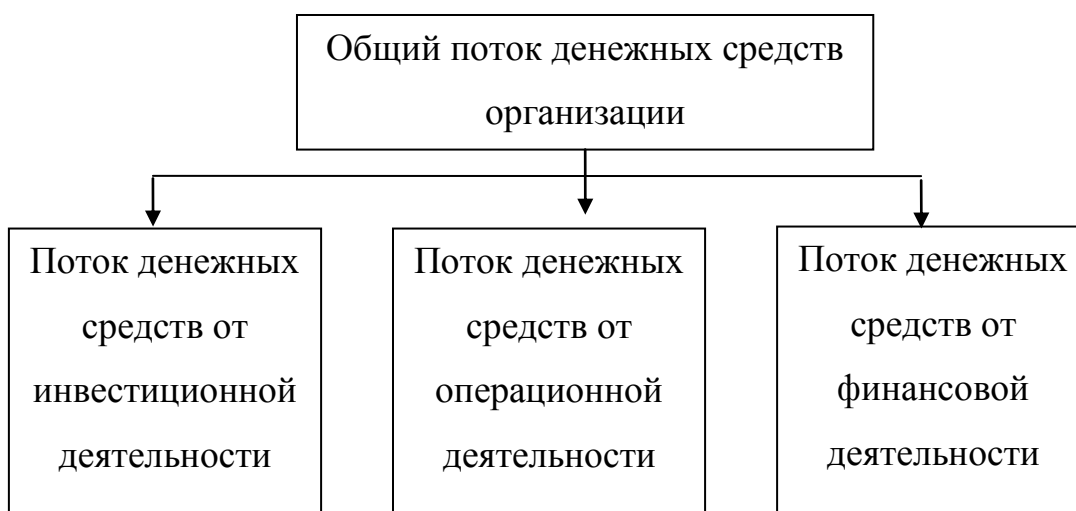 Общий поток денежных средств
организации
Поток денежных
средств от
инвестиционной
деятельности
Поток денежных
средств от
операционной
деятельности
Поток денежных
средств от
финансовой
деятельности